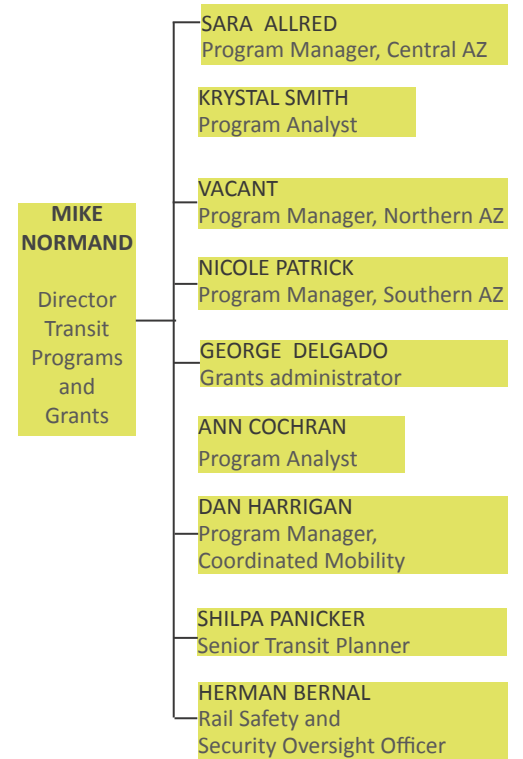 MIKE
NORMAND
Director
Transit
Programs
and
Grants
SARA ALLRED
Program Manager, Central AZ
KRYSTAL SMITH
Program Analyst
VACANT
Program Manager, Northern AZ
NICOLE PATRICK
Program Manager, Southern AZ
GEORGE DELGADO
Grants administrator
ANN COCHRAN
Program Analyst
DAN HARRIGAN
Program Manager,
Coordinated Mobility
SHILPA PANICKER
Senior Transit Planner
HERMAN BERNAL
Rail Safety and
Security Oversight Officer